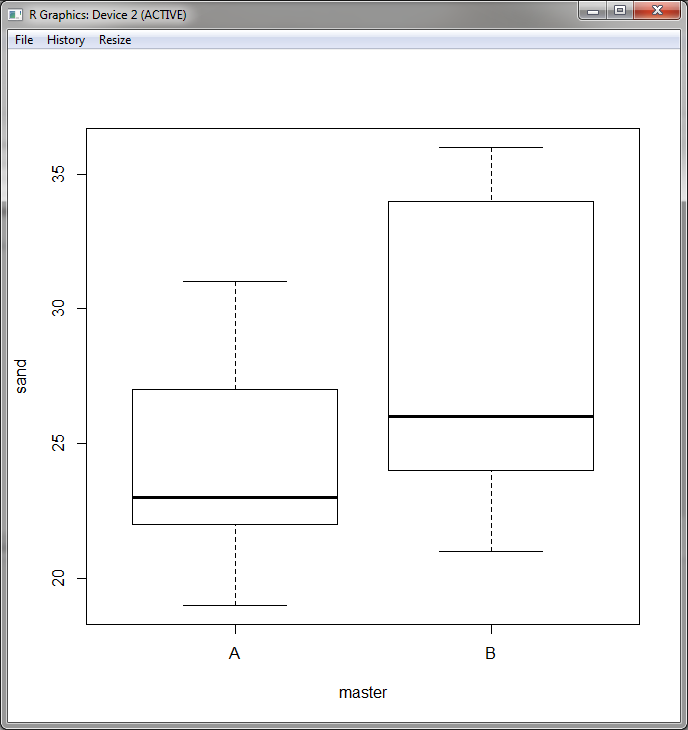 R Graphics: Device 2 (ACTIVE)
File History Resize
35
30
25
20
sand
A B
master